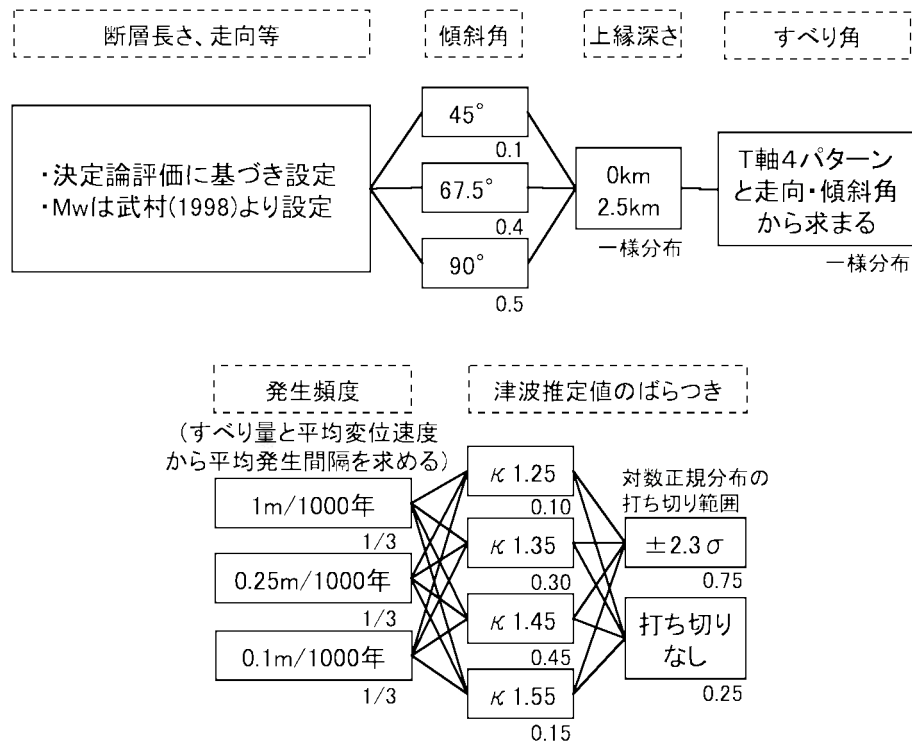 断層長さ、走向等
傾斜角
上縁深さ
すべり角
・決定論評価に基づき設定
・Mwは武村(1998)より設定
45°
0.1
67.5°
0.4
90°
0.5
0km
2.5km
一様分布
T軸4パターン
と走向・傾斜角
から求まる
一様分布
発生頻度
(すべり量と平均変位速度
から平均発生間隔を求める)
1m/1000年
1/3
0.25m/1000年
1/3
0.1m/1000年
1/3
津波推定値のばらつき
κ1.25
0.10
κ1.35
0.30
κ1.45
0.45
κ1.55
0.15
対数正規分布の
打ち切り範囲
±2.3σ
0.75
打ち切り
なし
0.25